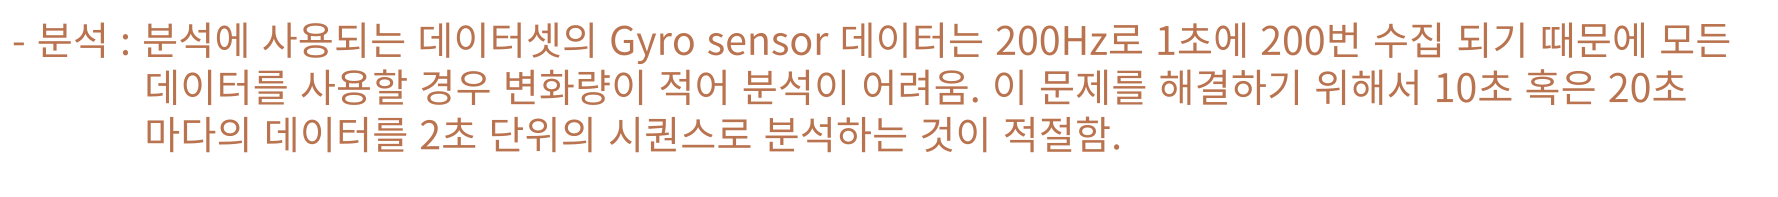 - 분석 : 분석에 사용되는 데이터셋의 Gyro sensor 데이터는 200Hz로 1초에 200번 수집 되기 때문에 모든
데이터를 사용할 경우 변화량이 적어 분석이 어려움. 이 문제를 해결하기 위해서 10초 혹은 20초
마다의 데이터를 2초 단위의 시퀀스로 분석하는 것이 적절함.